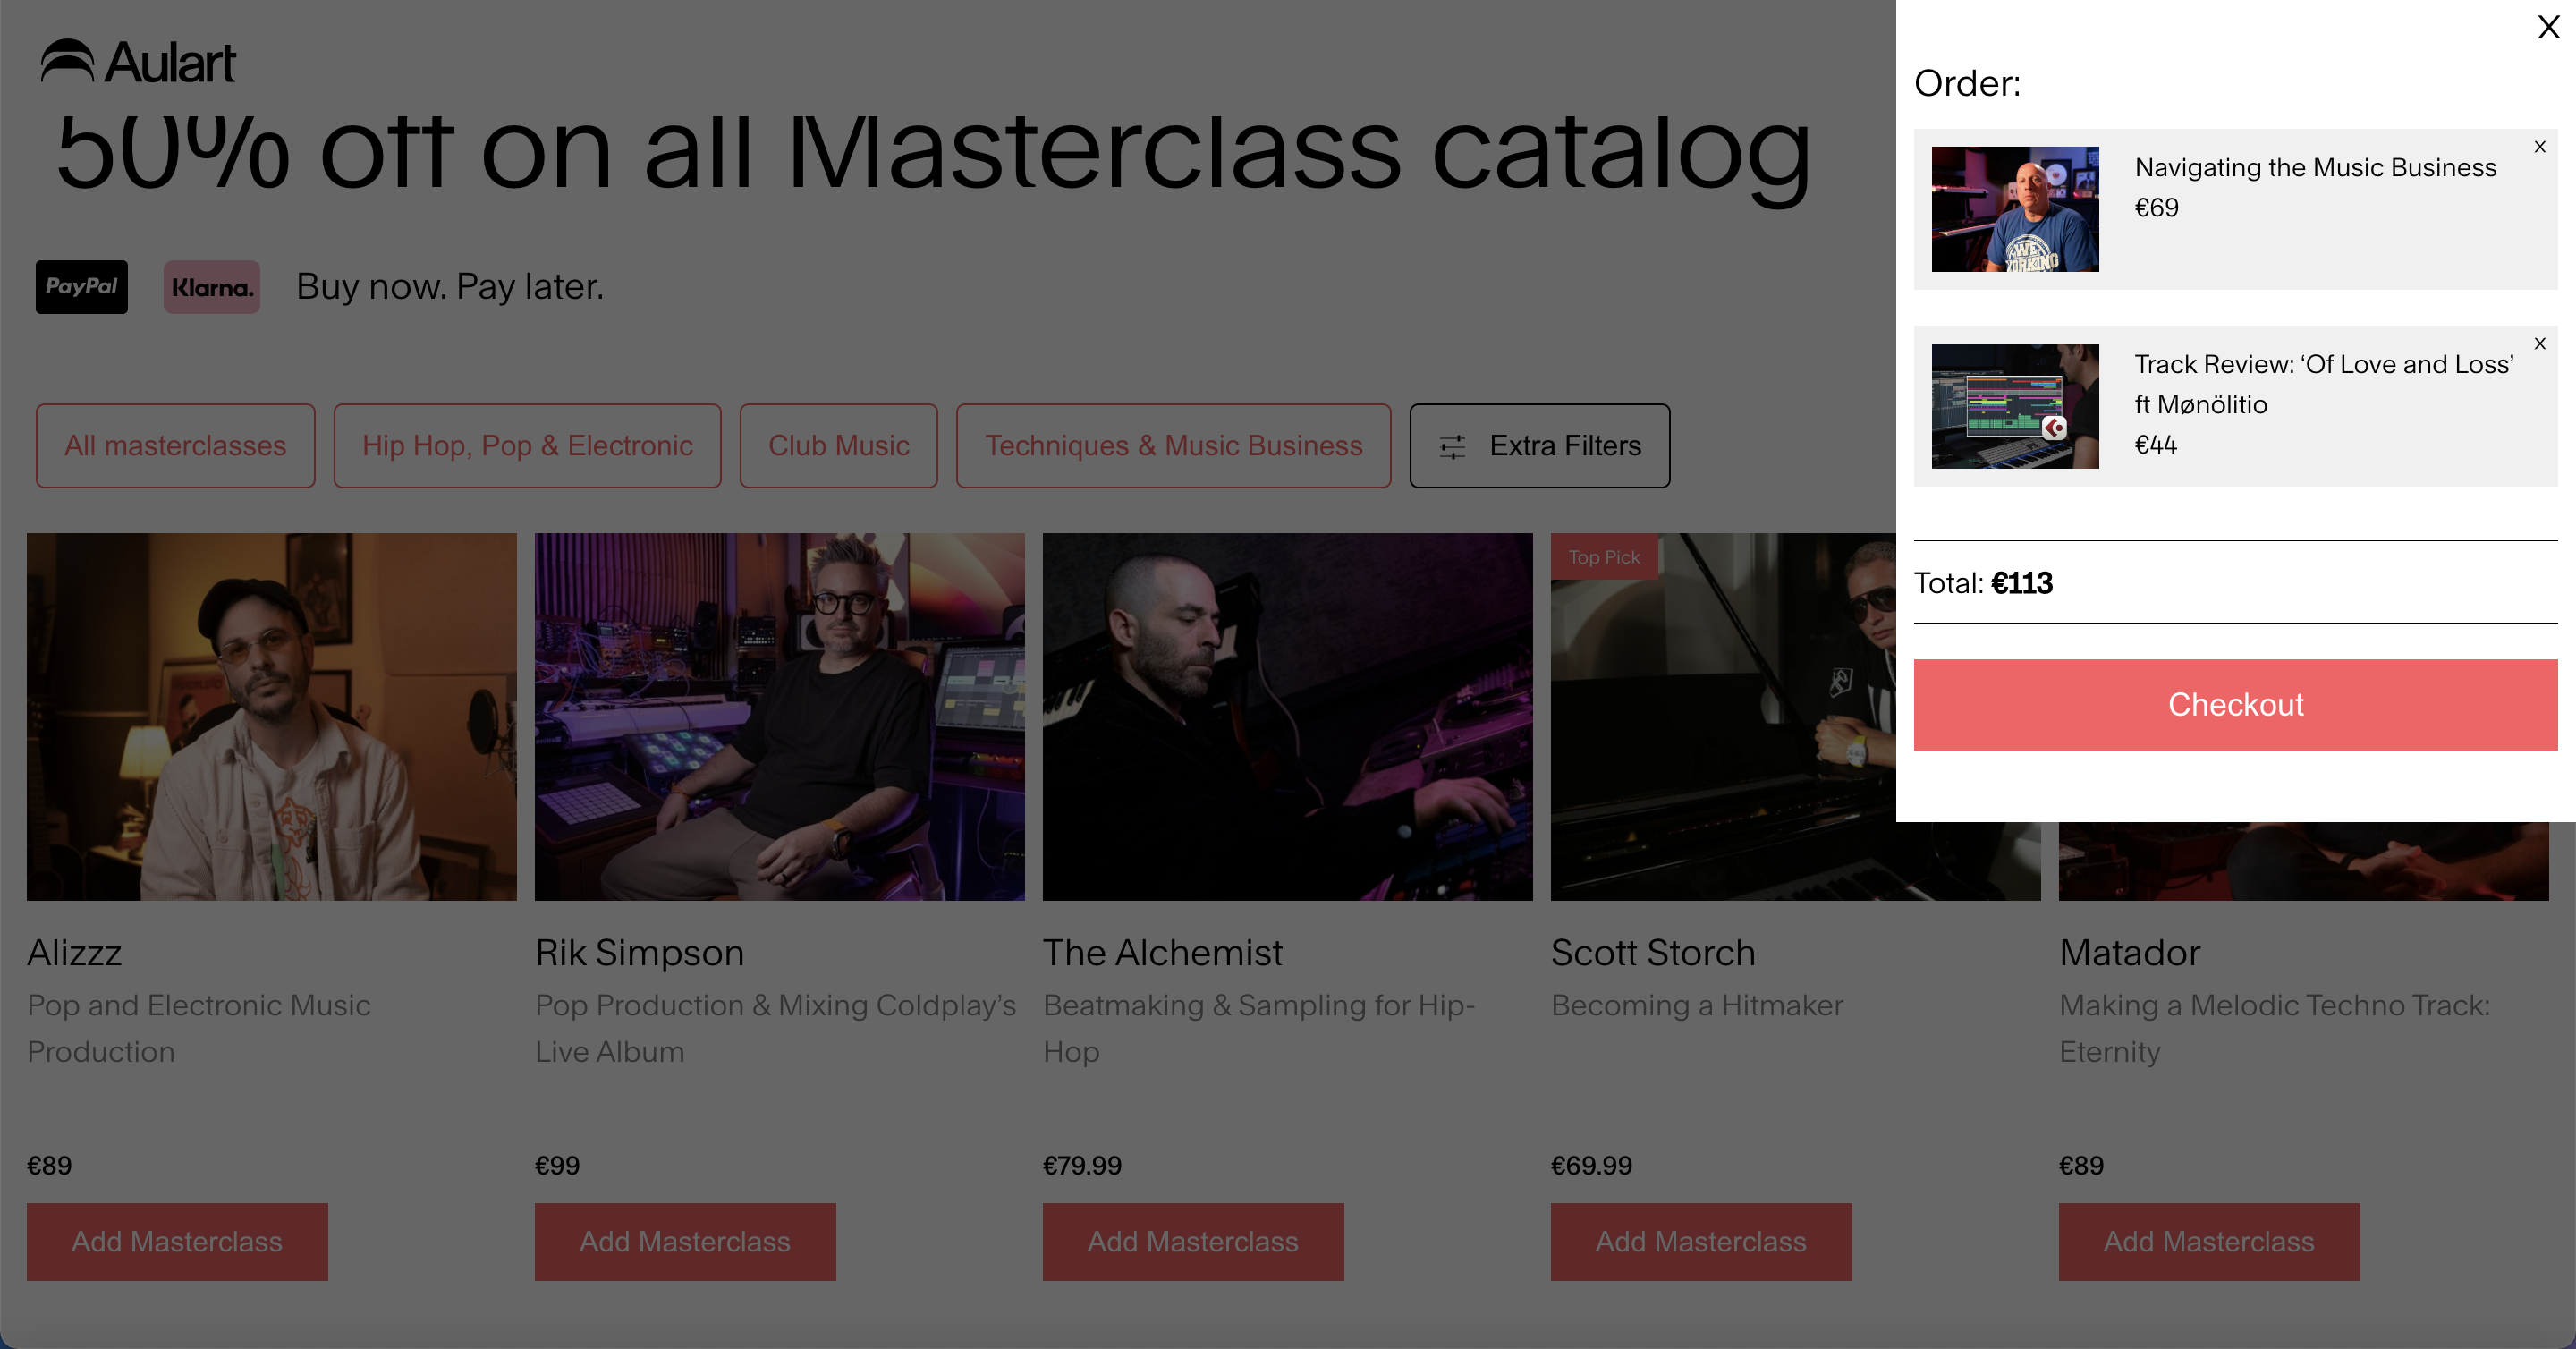 Aulart
50% off on all Masterclass catalog
PayPal
Klarna.
Buy now. Pay later.
All masterclasses
Hip Hop, Pop & Electronic
Club Music
Techniques & Music Business
Extra Filters
Top Pick
Alizzz
Pop and Electronic Music
Production
€89
Add Masterclass
Rik Simpson
Pop Production & Mixing Coldplay’s
Live Album
€99
Add Masterclass
The Alchemist
Beatmaking & Sampling for Hip-
Hop
€79.99
Add Masterclass
Scott Storch
Becoming a Hitmaker
€69.99
Add Masterclass
Matador
Making a Melodic Techno Track:
Eternity
€89
Add Masterclass
X
Order:
x
Navigating the Music Business
€69
WE
x
Track Review: ‘Of Love and Loss’
ft Mønölitio
€44
Total: €113
Checkout